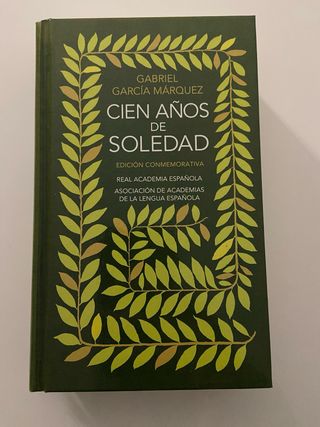 GABRIEL
GARCÍA MÁRQUEZ
CIEN AÑOS
DE
SOLEDAD
EDICIÓN CONMEMORATIVA
REAL ACADEMIA ESPAÑOLA
ASOCIACIÓN DE ACADEMIAS
DE LA LENGUA ESPAÑOLA